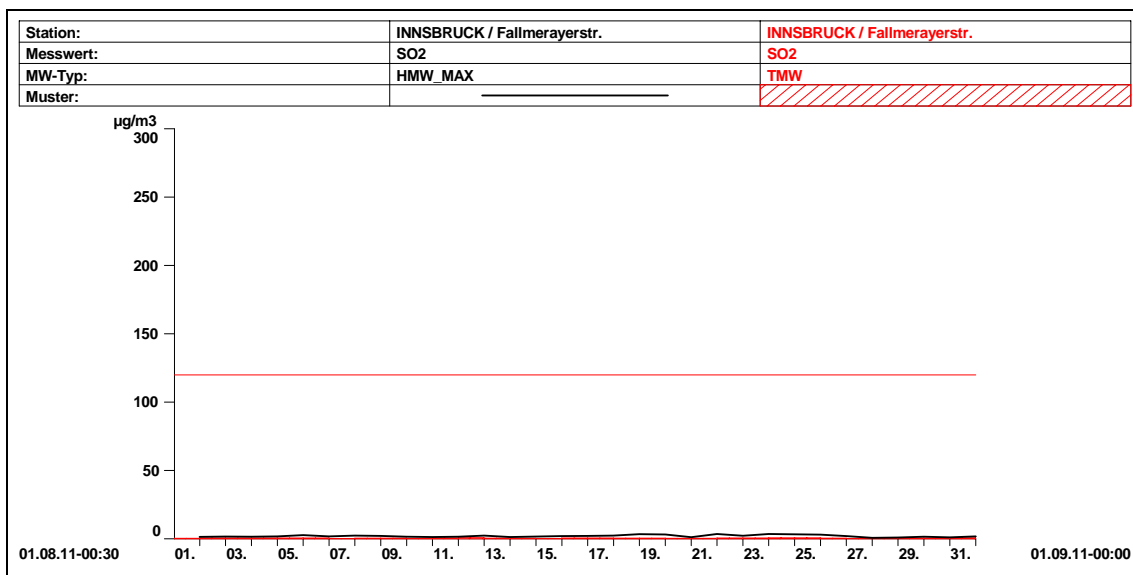 Station: INNSBRUCK / Fallmerayerstr. INNSBRUCK / Fallmerayerstr.
Messwert: SO2 SO2
MW-Typ: HMW_MAX TMW
Muster:
µg/m3
300
250
200
150
100
50
0
01.08.11-00:30 01. 03. 05. 07. 09. 11. 13. 15. 17. 19. 21. 23. 25. 27. 29. 31. 01.09.11-00:00